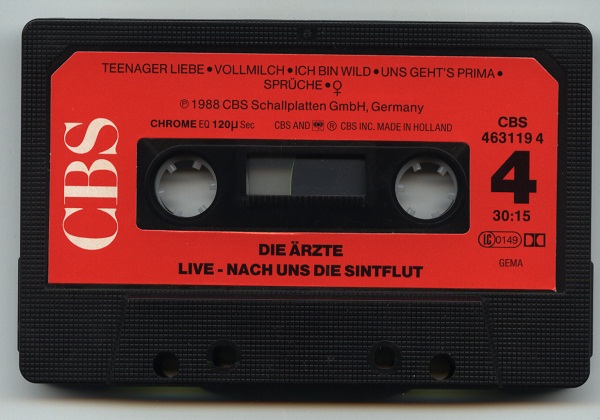 TEENAGER LIEBE • VOLLMILCH • ICH BIN WILD • UNS GEHT'S PRIMA •
SPRÜCHE • ♀
℗ 1988 CBS Schallplatten GmbH, Germany
CHROME EQ 120µ Sec
CBS AND ® CBS INC. MADE IN HOLLAND
CBS
CBS
463119 4
4
30:15
LC 0149
GEMA
DIE ÄRZTE
LIVE - NACH UNS DIE SINTFLUT